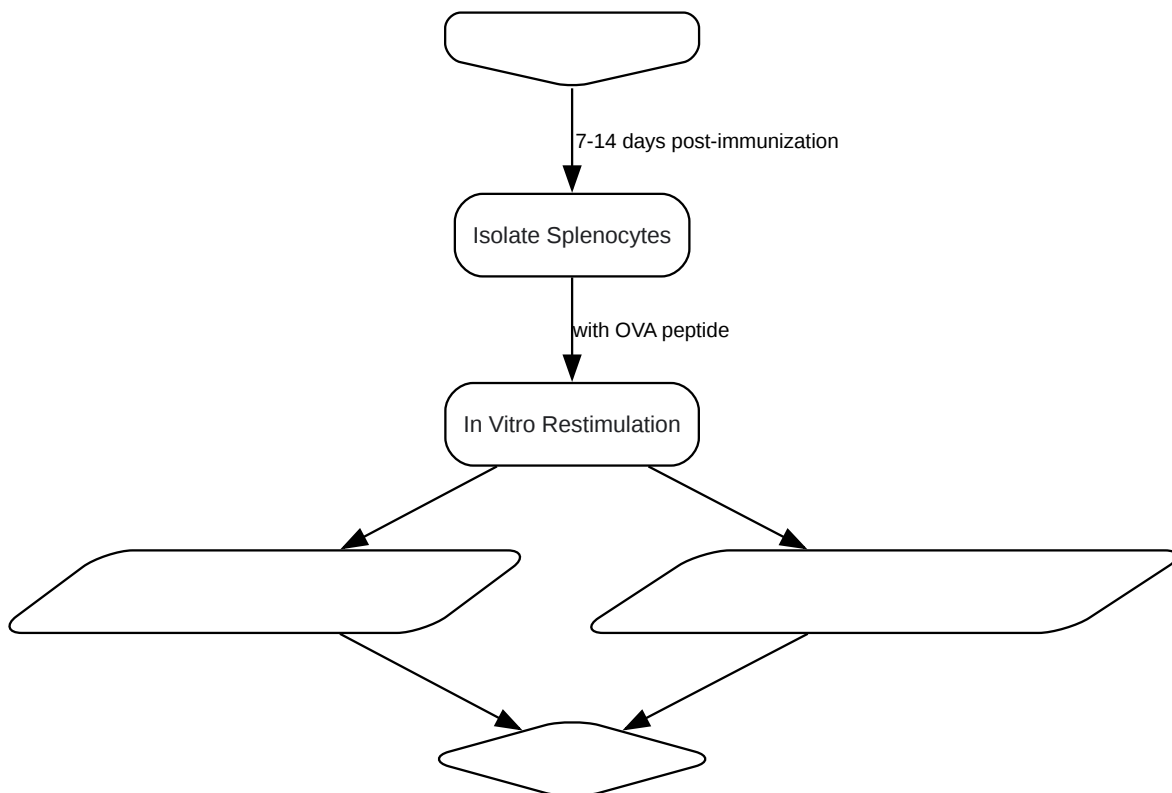 7-14 days post-immunization
Isolate Splenocytes
with OVA peptide
In Vitro Restimulation